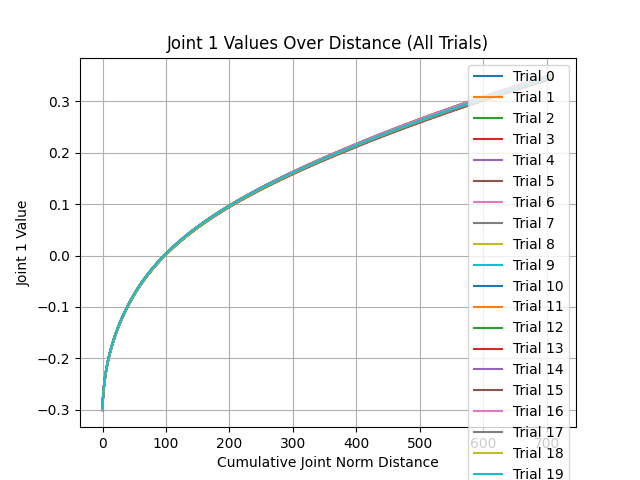 Joint 1 Values Over Distance (All Trials)
Joint 1 Value
0.3
0.2
0.1
0.0
−0.1
−0.2
−0.3
0 100 200 300 400 500 600 700
Cumulative Joint Norm Distance
Trial 0
Trial 1
Trial 2
Trial 3
Trial 4
Trial 5
Trial 6
Trial 7
Trial 8
Trial 9
Trial 10
Trial 11
Trial 12
Trial 13
Trial 14
Trial 15
Trial 16
Trial 17
Trial 18
Trial 19